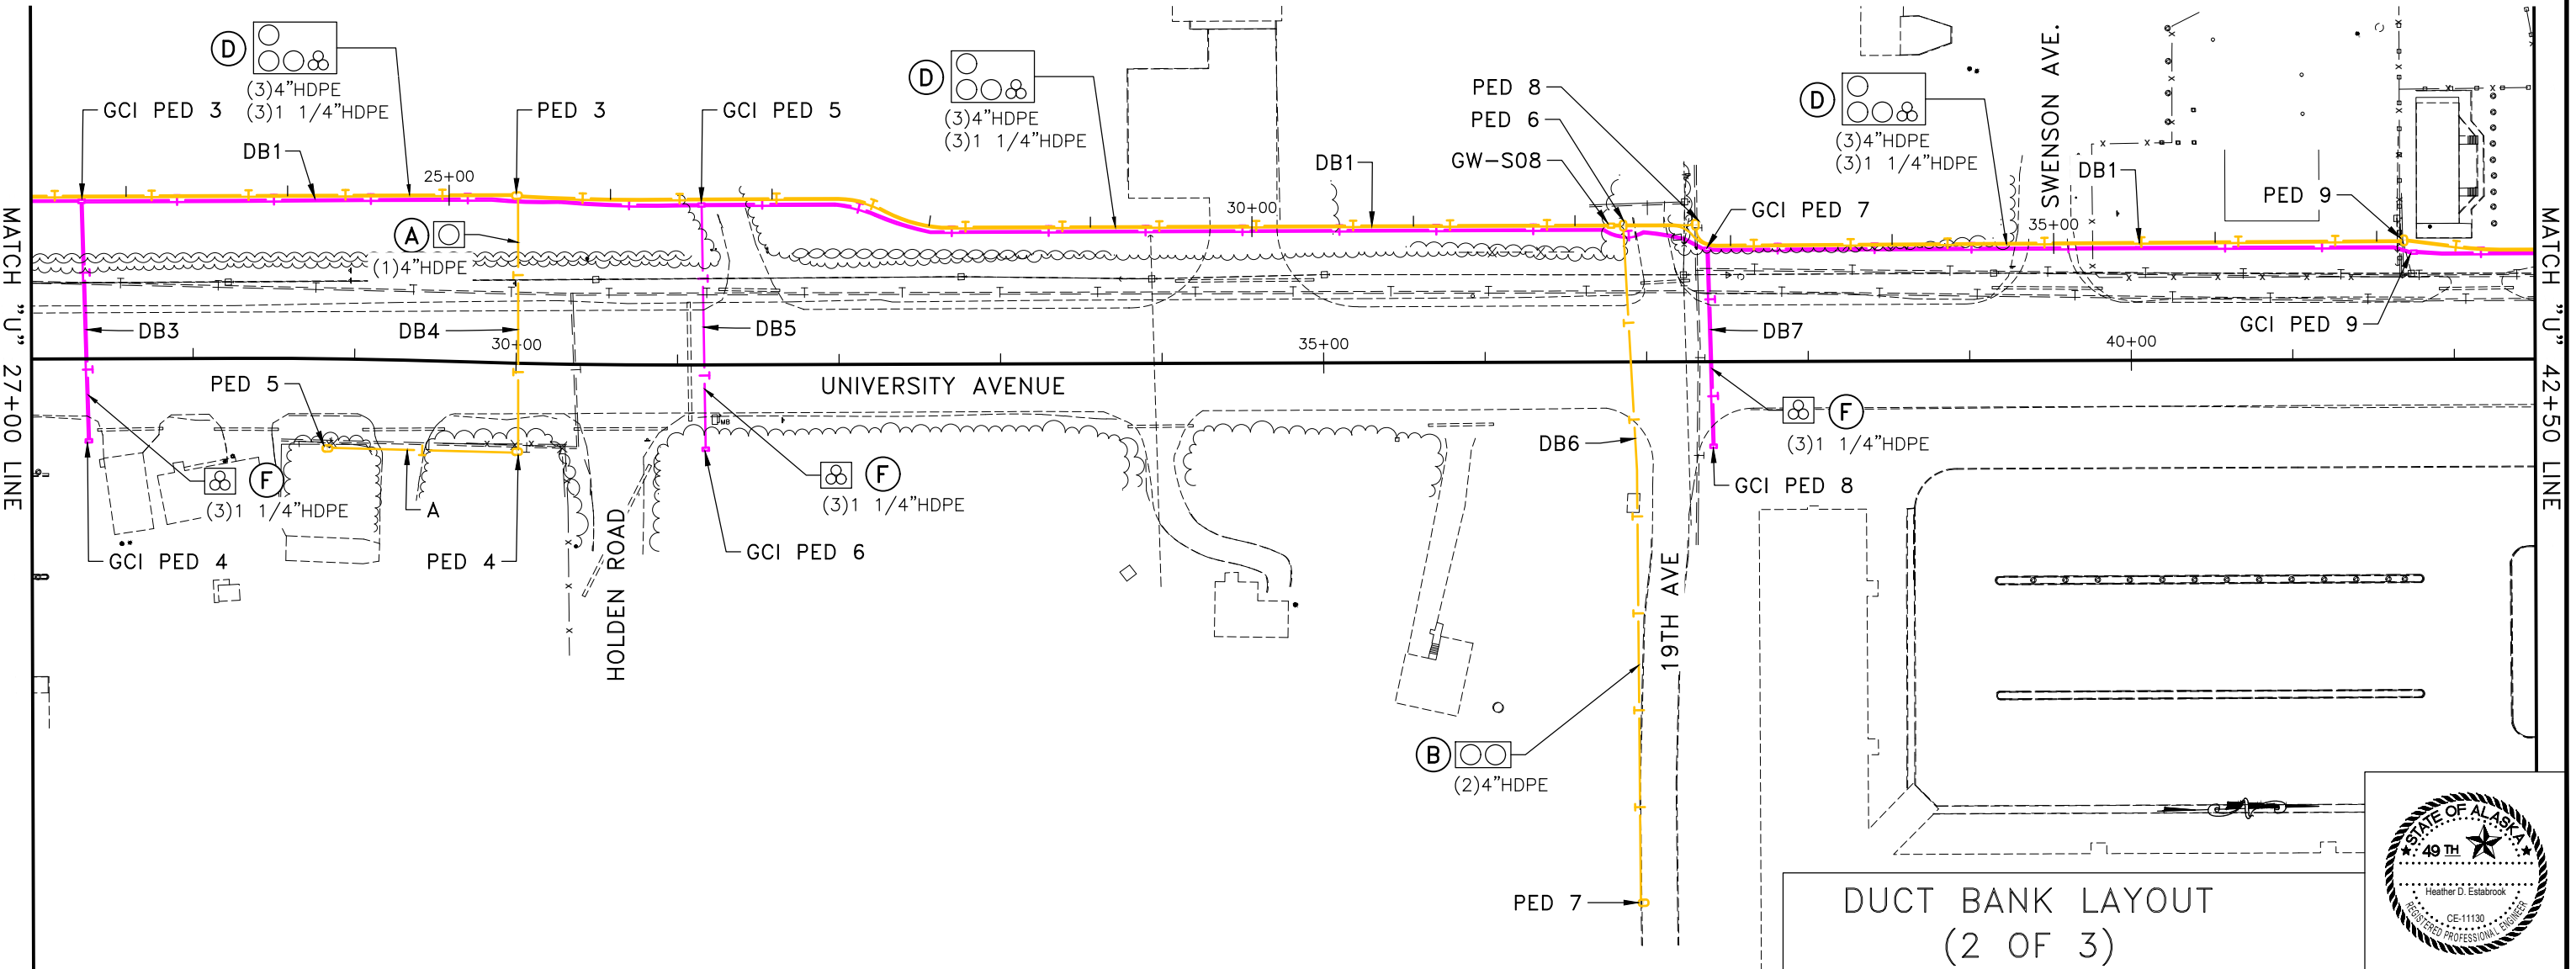 D
(3)4"HDPE
(3)1 1/4"HDPE
GCI PED 3
DB1
25+00
PED 3
GCI PED 5
A
(1)4"HDPE
D
(3)4"HDPE
(3)1 1/4"HDPE
30+00
DB1
PED 8
PED 6
GW-S08
GCI PED 7
D
(3)4"HDPE
(3)1 1/4"HDPE
SWENSON AVE.
35+00
DB1
PED 9
GCI PED 9
MATCH "U" 27+00 LINE
MATCH "U" 42+50 LINE
DB3
DB4
30+00
DB5
35+00
DB7
40+00
UNIVERSITY AVENUE
PED 5
MB
F
(3)1 1/4"HDPE
A
GCI PED 4
PED 4
HOLDEN ROAD
F
(3)1 1/4"HDPE
GCI PED 6
DB6
F
(3)1 1/4"HDPE
GCI PED 8
19TH AVE
B
(2)4"HDPE
PED 7
DUCT BANK LAYOUT
(2 OF 3)
STATE OF ALASKA
49 TH
Heather D. Estabrook
CE-11130
REGISTERED PROFESSIONAL ENGINEER